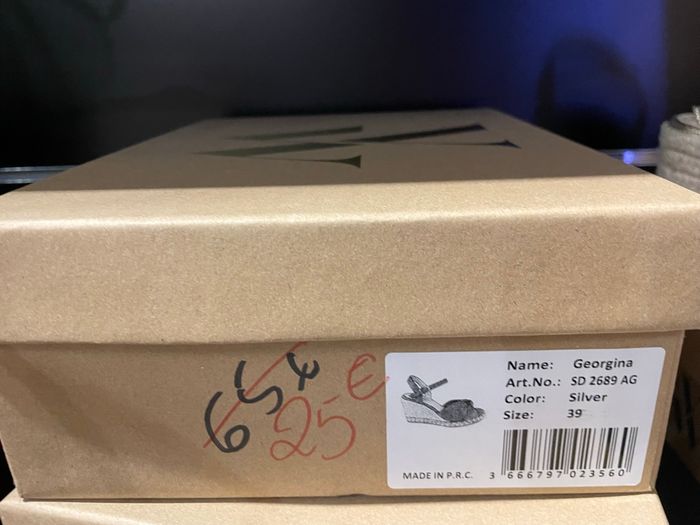 65 €
25 €
Name: Georgina
Art.No.: SD 2689 AG
Color: Silver
Size: 39
MADE IN P.R.C.
3 666797 023560